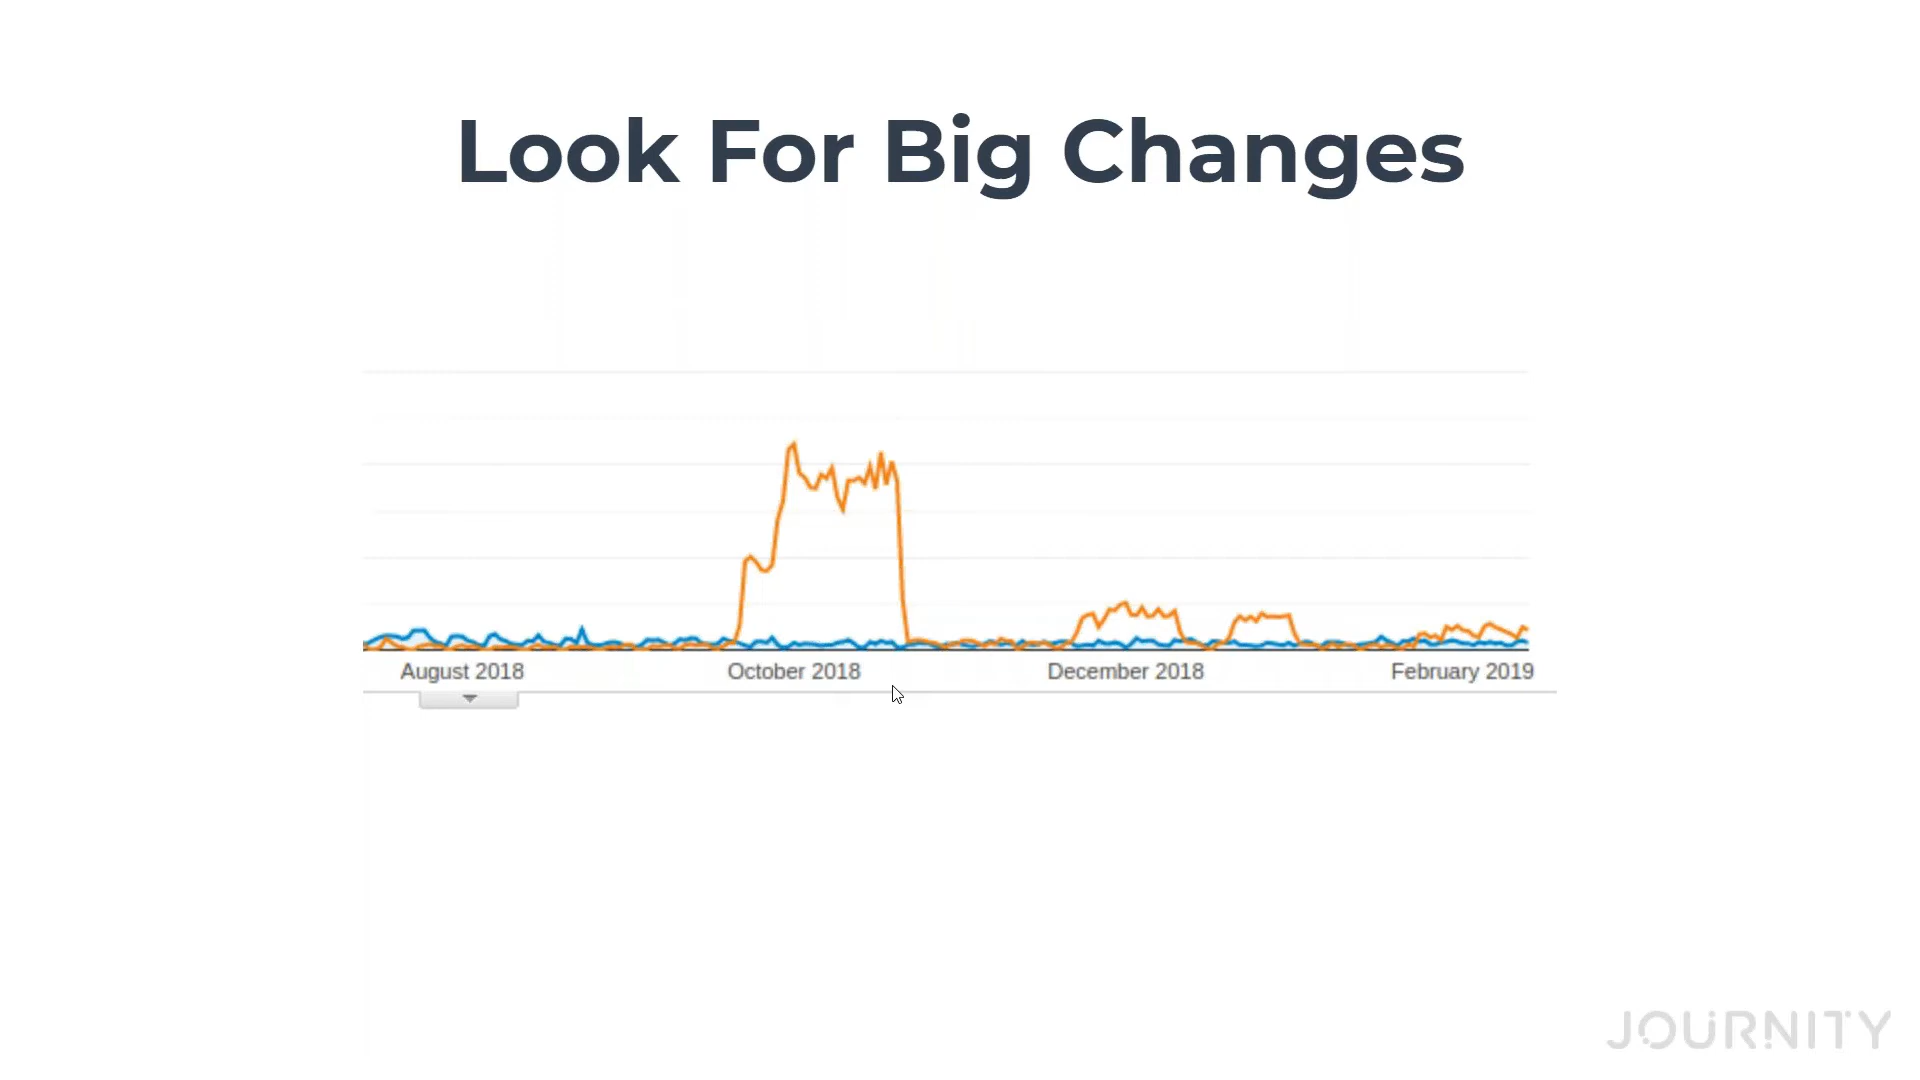 Look For Big Changes
August 2018
October 2018
December 2018
February 2019
JOURNITY